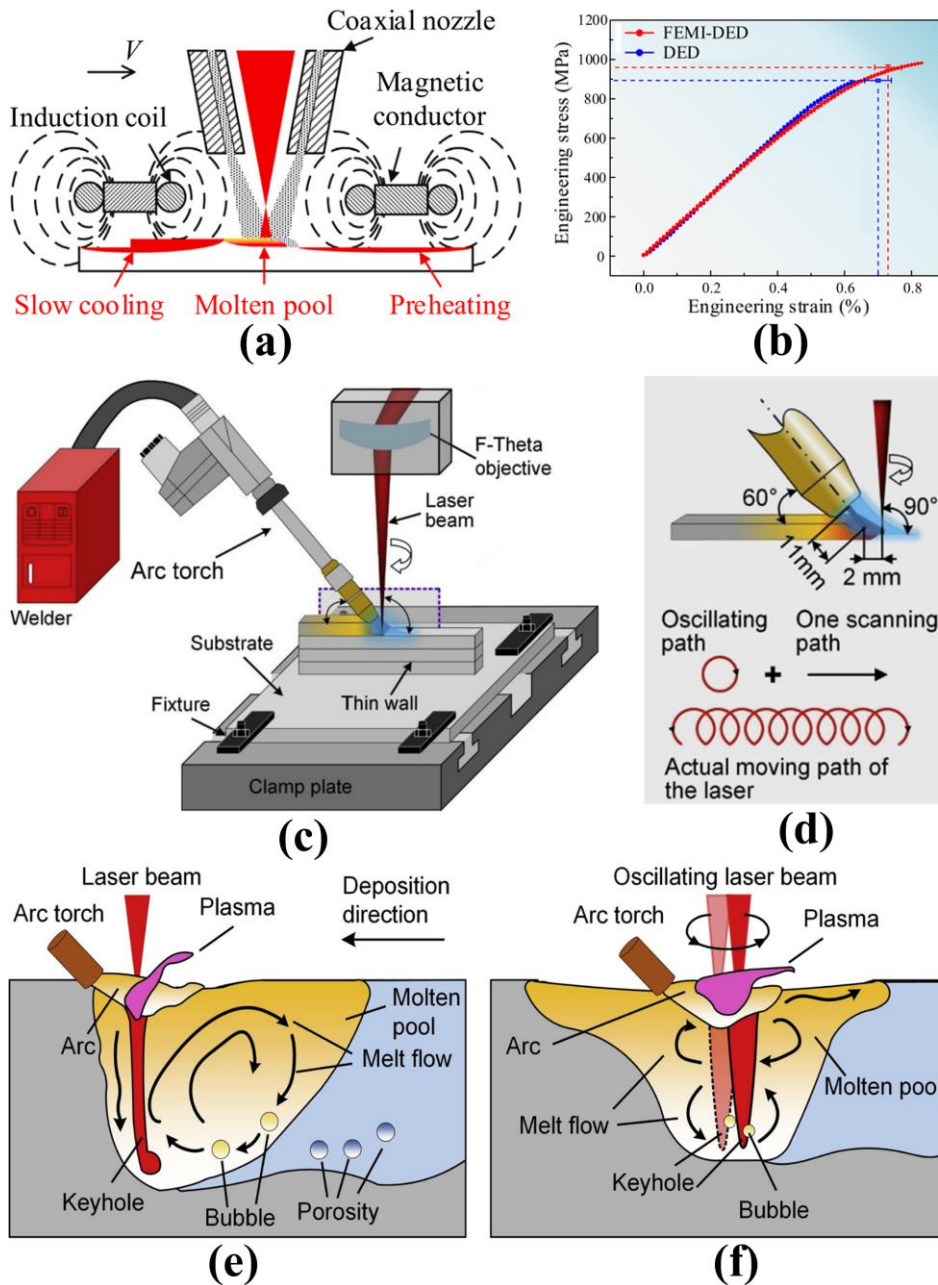 V
Coaxial nozzle
Induction coil
Magnetic
conductor
Slow cooling
Molten pool
Preheating
(a)
FEMI-DED
DED
Engineering stress (MPa)
1200
1000
800
600
400
200
0
0.0
0.2
0.4
0.6
0.8
Engineering strain (%)
(b)
F-Theta
objective
Laser
beam
Arc torch
Welder
Substrate
Thin wall
Fixture
Clamp plate
(c)
60°
90°
11mm
2 mm
Oscillating
path
+
One scanning
path
Actual moving path of
the laser
(d)
Laser beam
Arc torch
Plasma
Deposition
direction
Arc
Molten
pool
Melt flow
Keyhole
Bubble
Porosity
(e)
Oscillating laser beam
Arc torch
Plasma
Arc
Molten pool
Melt flow
Keyhole
Bubble
(f)